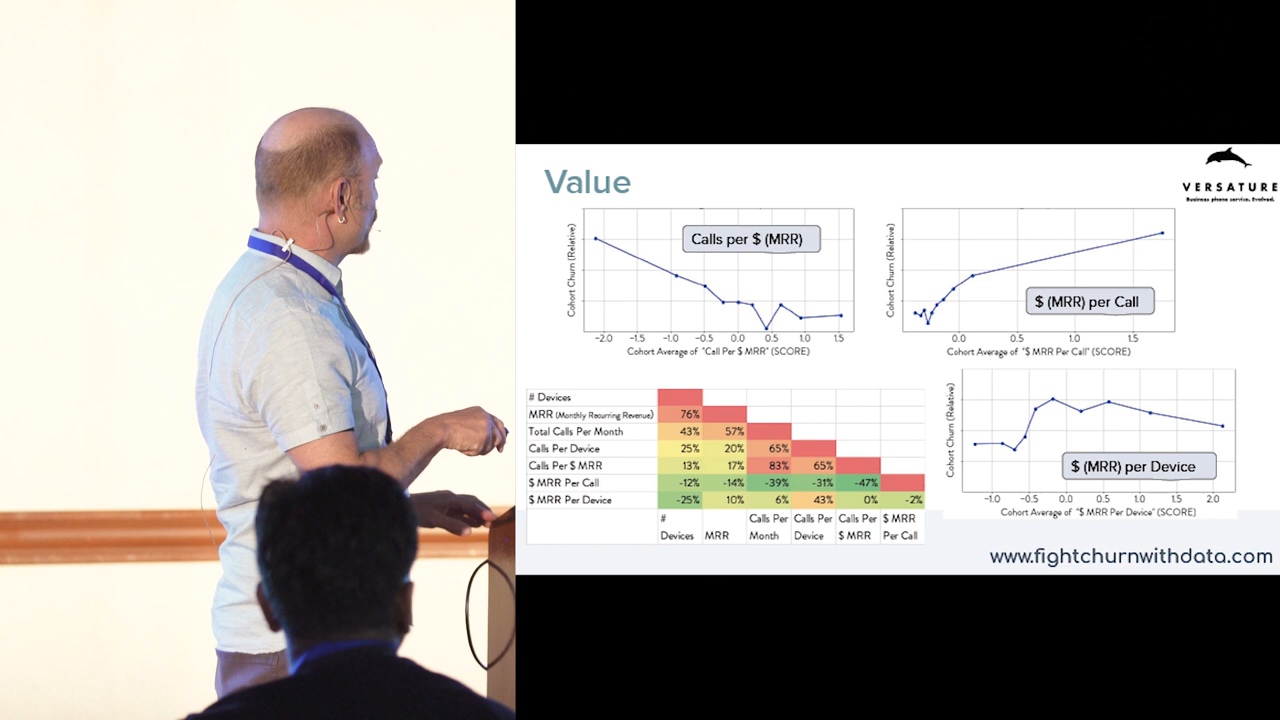 Value
VERSATURE
Business phone service. Evolved.
Cohort Churn (Relative)
Calls per $ (MRR)
−2.0 −1.5 −1.0 −0.5 0.0 0.5 1.0 1.5
Cohort Average of "Call Per $ MRR" (SCORE)
Cohort Churn (Relative)
$ (MRR) per Call
0.0 0.5 1.0 1.5
Cohort Average of "$ MRR Per Call" (SCORE)
# Devices
MRR (Monthly Recurring Revenue) 76%
Total Calls Per Month 43% 57%
Calls Per Device 25% 20% 65%
Calls Per $ MRR 13% 17% 83% 65%
$ MRR Per Call -12% -14% -39% -31% -47%
$ MRR Per Device -25% 10% 6% 43% 0% -2%
# Calls Per Calls Per Calls Per $ MRR
Devices MRR Month Device $ MRR Per Call
Cohort Churn (Relative)
$ (MRR) per Device
−1.0 −0.5 0.0 0.5 1.0 1.5 2.0
Cohort Average of "$ MRR Per Device" (SCORE)
www.fightchurnwithdata.com